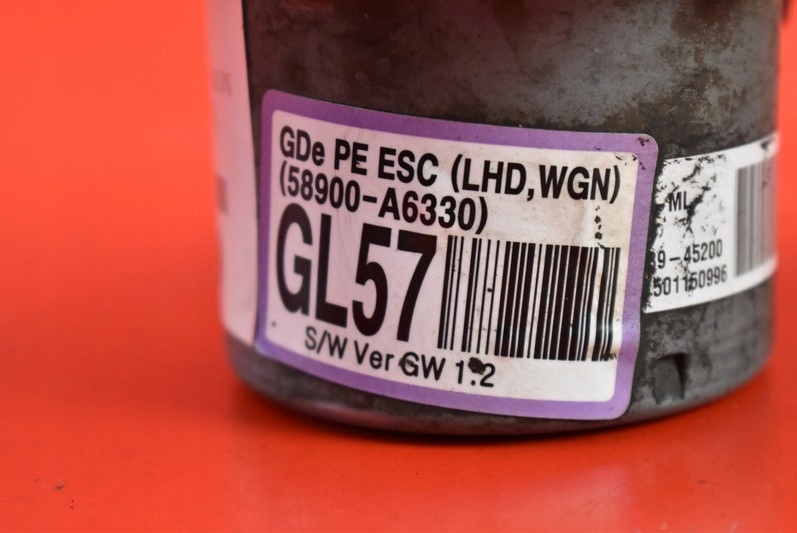 GDe PE ESC (LHD,WGN)
(58900-A6330)
GL57
S/W Ver GW 1.2
ML
9-45200
501150996